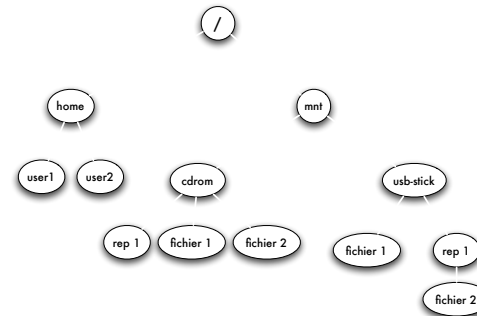 /
home
mnt
user1
user2
cdrom
usb-stick
rep 1
fichier 1
fichier 2
fichier 1
rep 1
fichier 2